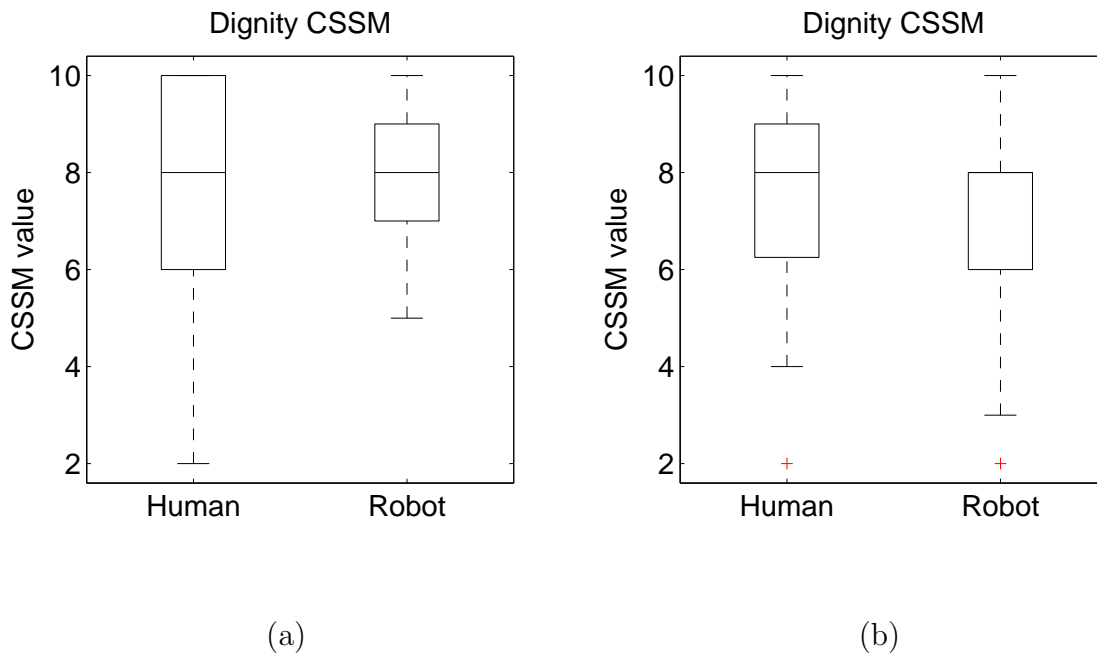 Dignity CSSM
10
8
6
4
2
CSSM value
Human Robot
(a)
Dignity CSSM
10
8
6
4
2
CSSM value
Human Robot
(b)